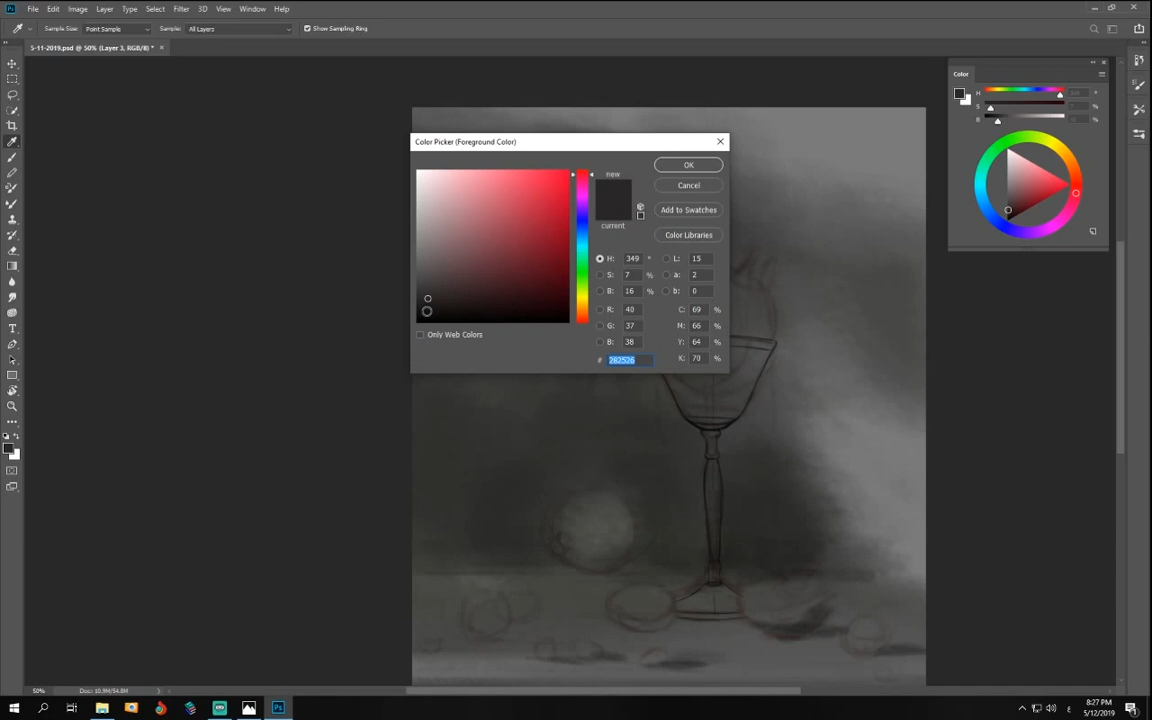 Ps File Edit Image Layer Type Select Filter 3D View Window Help
Sample Size: Point Sample Sample: All Layers Show Sampling Ring
5-11-2019.psd @ 50% (Layer 3, RGB/8) *
Color
H °
S %
B %
Color Picker (Foreground Color)
new
current
OK
Cancel
Add to Swatches
Color Libraries
H: 349 ° L: 15
S: 7 % a: 2
B: 16 % b: 0
R: 40 C: 69 %
G: 37 M: 66 %
B: 38 Y: 64 %
# 282526 K: 70 %
Only Web Colors
50% Doc: 10.9M/54.8M
Ps
8:27 PM
5/12/2019